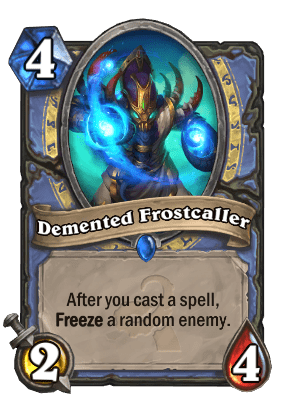 4
Demented Frostcaller
After you cast a spell,
Freeze a random enemy.
2
4